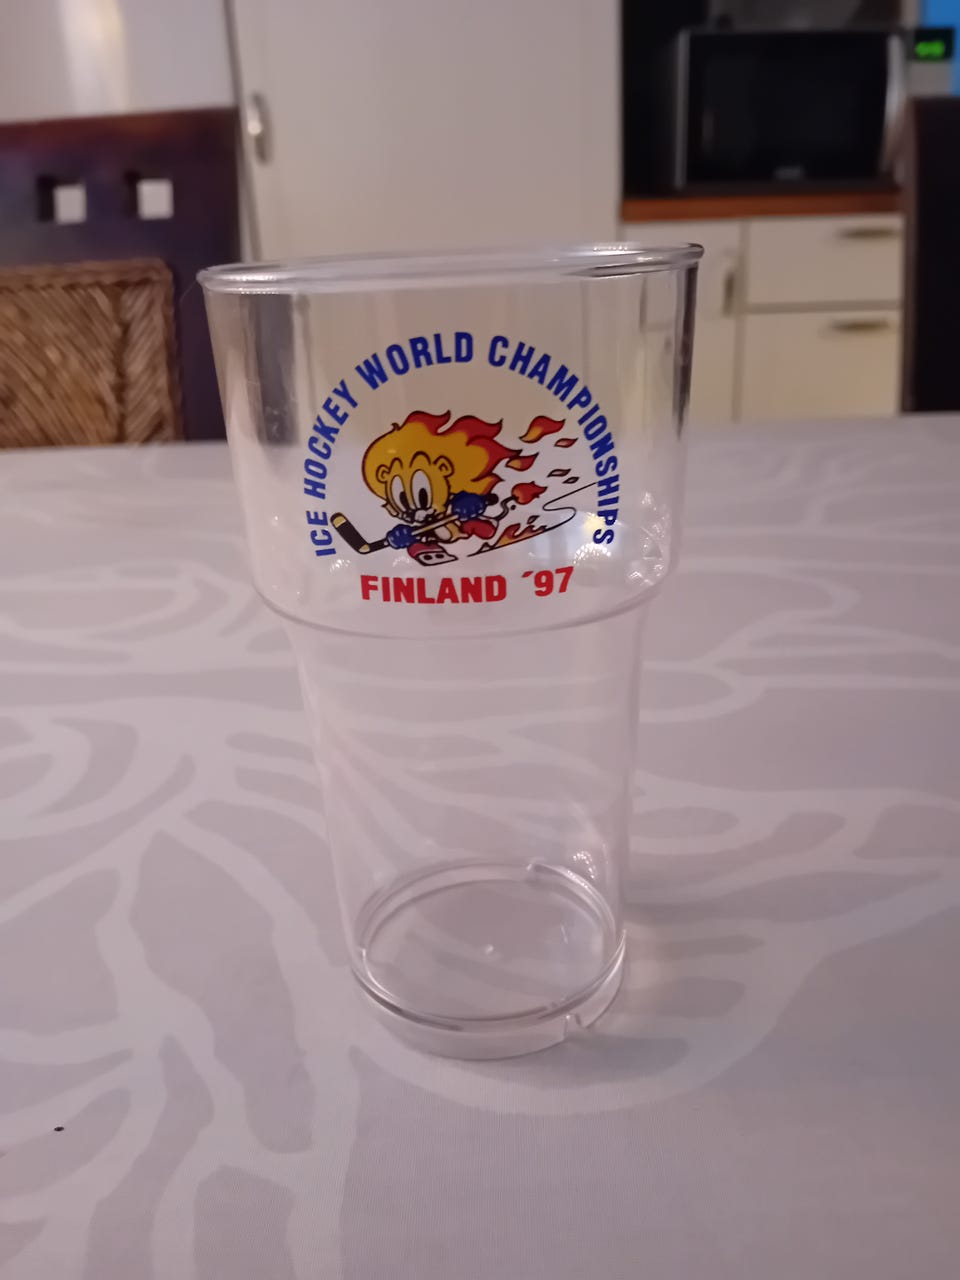 ICE HOCKEY WORLD CHAMPIONSHIPS
FINLAND ´97